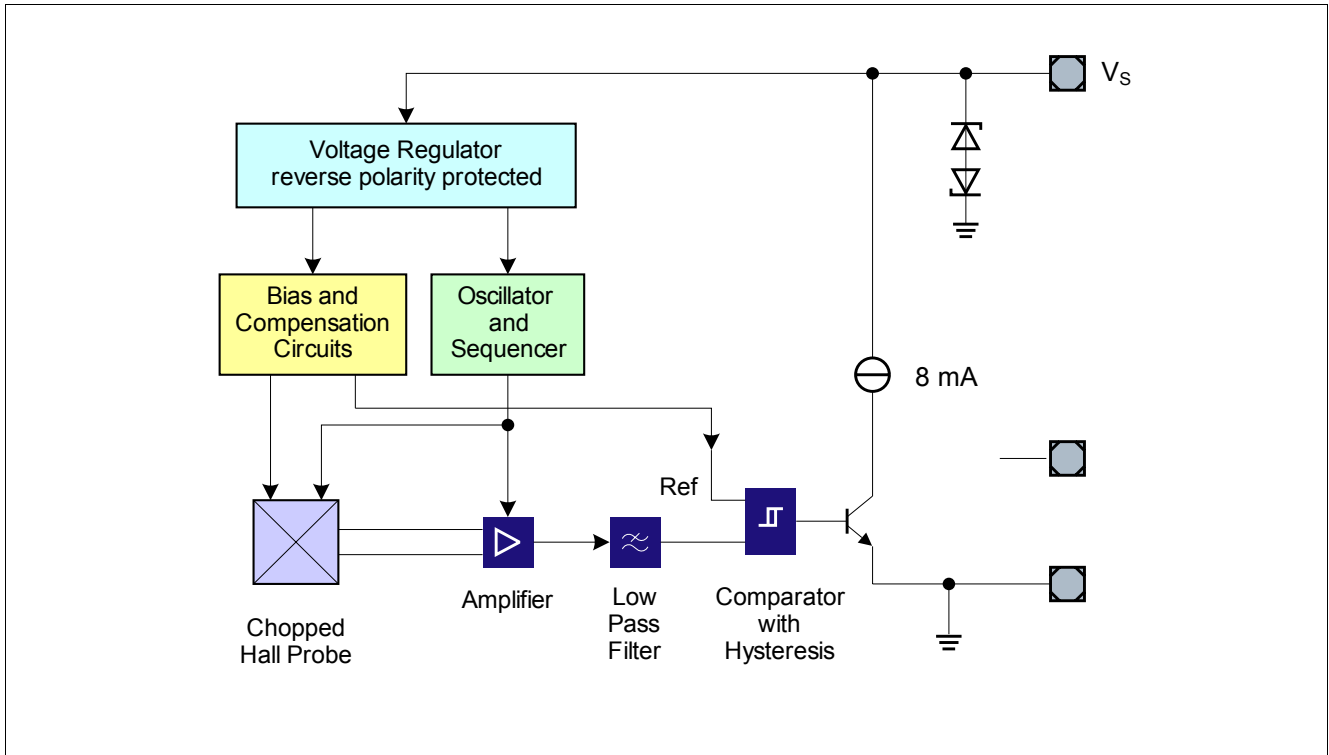 V_S
Voltage Regulator
reverse polarity protected
Bias and
Compensation
Circuits
Oscillator
and
Sequencer
8 mA
Ref
Amplifier
Low
Pass
Filter
Comparator
with
Hysteresis
Chopped
Hall Probe